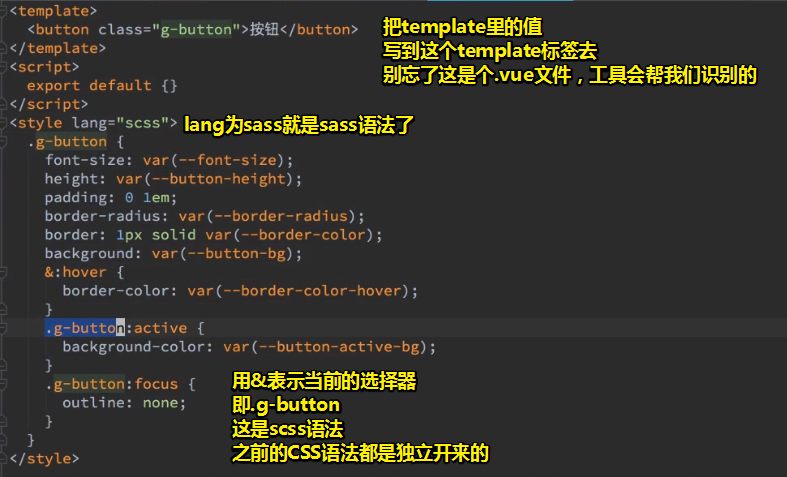 <template>
<button class="g-button">按钮</button>
把template里的值
</template>
写到这个template标签去
<script>
别忘了这是个.vue文件，工具会帮我们识别的
export default {}
</script>
<style lang="scss">
lang为sass就是sass语法了
.g-button {
font-size: var(--font-size);
height: var(--button-height);
padding: 0 1em;
border-radius: var(--border-radius);
border: 1px solid var(--border-color);
background: var(--button-bg);
&:hover {
border-color: var(--border-color-hover);
}
.g-button:active {
background-color: var(--button-active-bg);
}
.g-button:focus {
outline: none;
}
}
</style>
用&表示当前的选择器
即.g-button
这是scss语法
之前的CSS语法都是独立开来的